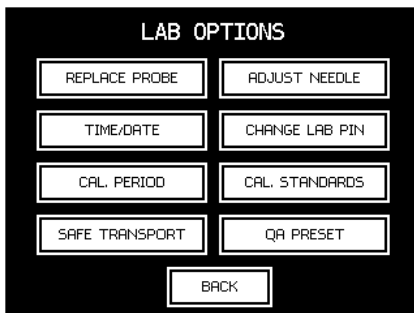 LAB OPTIONS
REPLACE PROBE
ADJUST NEEDLE
TIME/DATE
CHANGE LAB PIN
CAL. PERIOD
CAL. STANDARDS
SAFE TRANSPORT
QA PRESET
BACK